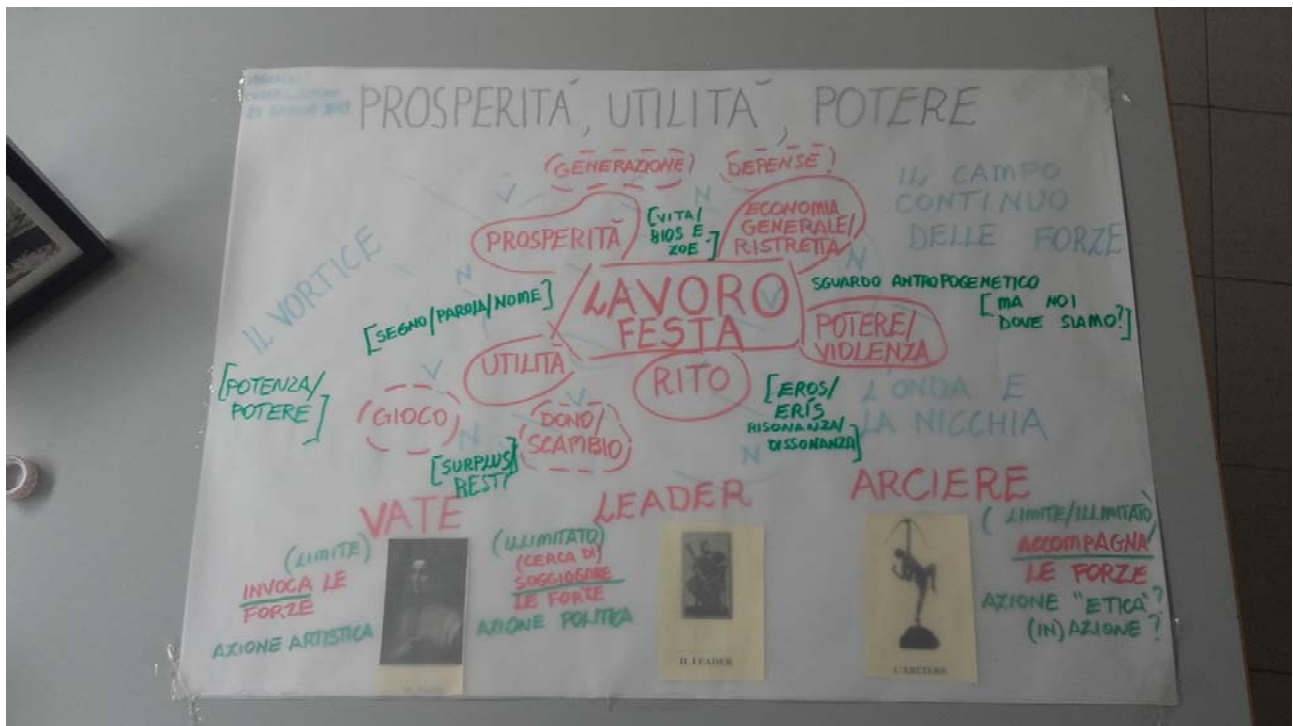 PROSPERITÁ, UTILITÁ, POTERE
(GENERAZIONE)
DEPENSE?
IL CAMPO
CONTINUO
DELLE FORZE
IL VORTICE
PROSPERITÀ
[VITA/
BIOS E
ZOE]
ECONOMIA
GENERALE/
RISTRETTA
LAVORO
FESTA
SGUARDO ANTROPOGENETICO
[MA NOI
DOVE SIAMO?]
[SEGNO/PAROLA/NOME]
POTERE/
VIOLENZA
UTILITÀ
RITO
[POTENZA/
POTERE]
GIOCO
DONO/
SCAMBIO
[EROS/
ERIS
RISONANZA/
DISSONANZA]
L'ONDA E
LA NICCHIA
[SURPLUS/
RESTI]
V
N
V
N
N
V
V
N
N
VATE
(LIMITE)
INVOCA LE
FORZE
AZIONE ARTISTICA
LEADER
(ILLIMITATO)
(CERCA DI)
SOGGIOGARE
LE FORZE
AZIONE POLITICA
IL LEADER
ARCIERE
(LIMITE/ILLIMITATO)
ACCOMPAGNA
LE FORZE
AZIONE "ETICA"?
(IN)AZIONE?
L'ARCIERE